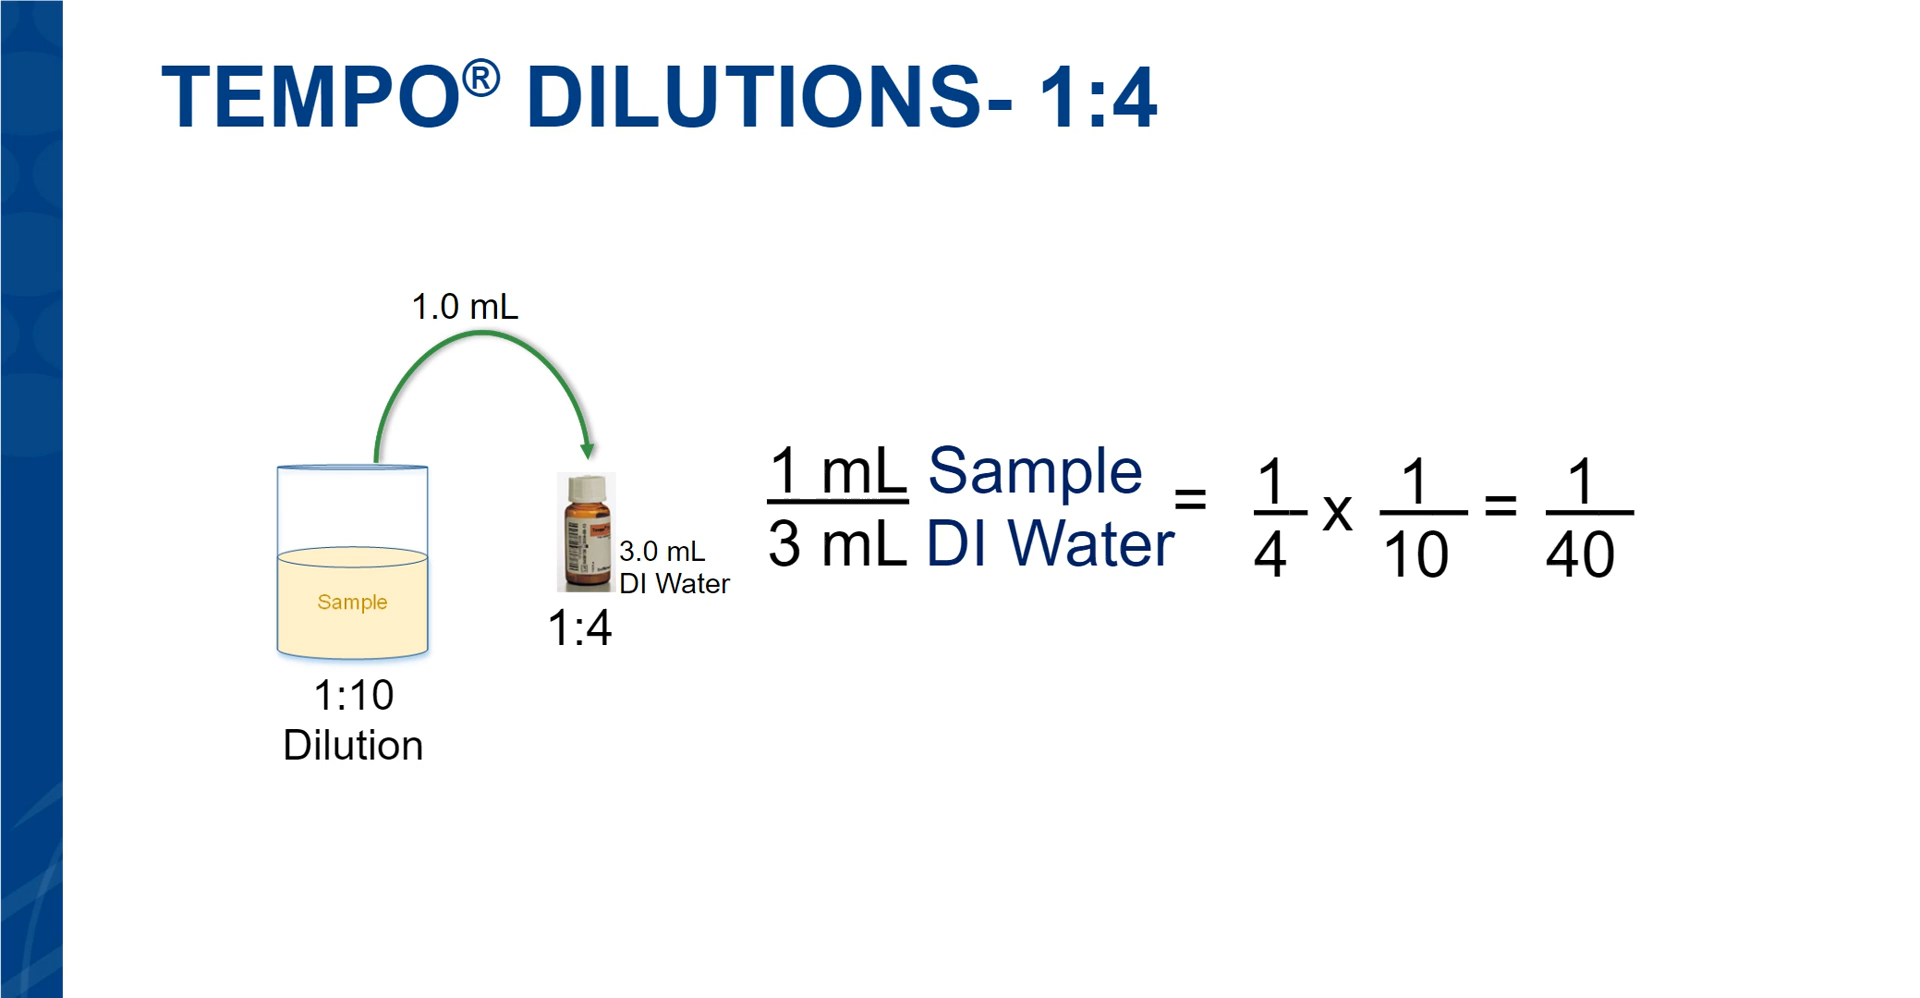 TEMPO® DILUTIONS- 1:4
1.0 mL
Sample
1:10
Dilution
3.0 mL
DI Water
1:4
1 mL Sample
3 mL DI Water
=
1
4
x
1
10
=
1
40